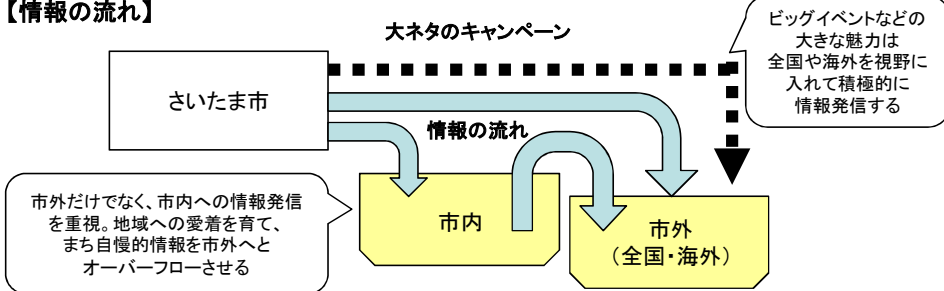 【情報の流れ】
大ネタのキャンペーン
ビッグイベントなどの
大きな魅力は
全国や海外を視野に
入れて積極的に
情報発信する
さいたま市
情報の流れ
市外だけでなく、市内への情報発信
を重視。地域への愛着を育て、
まち自慢的情報を市外へと
オーバーフローさせる
市内
市外
（全国・海外）